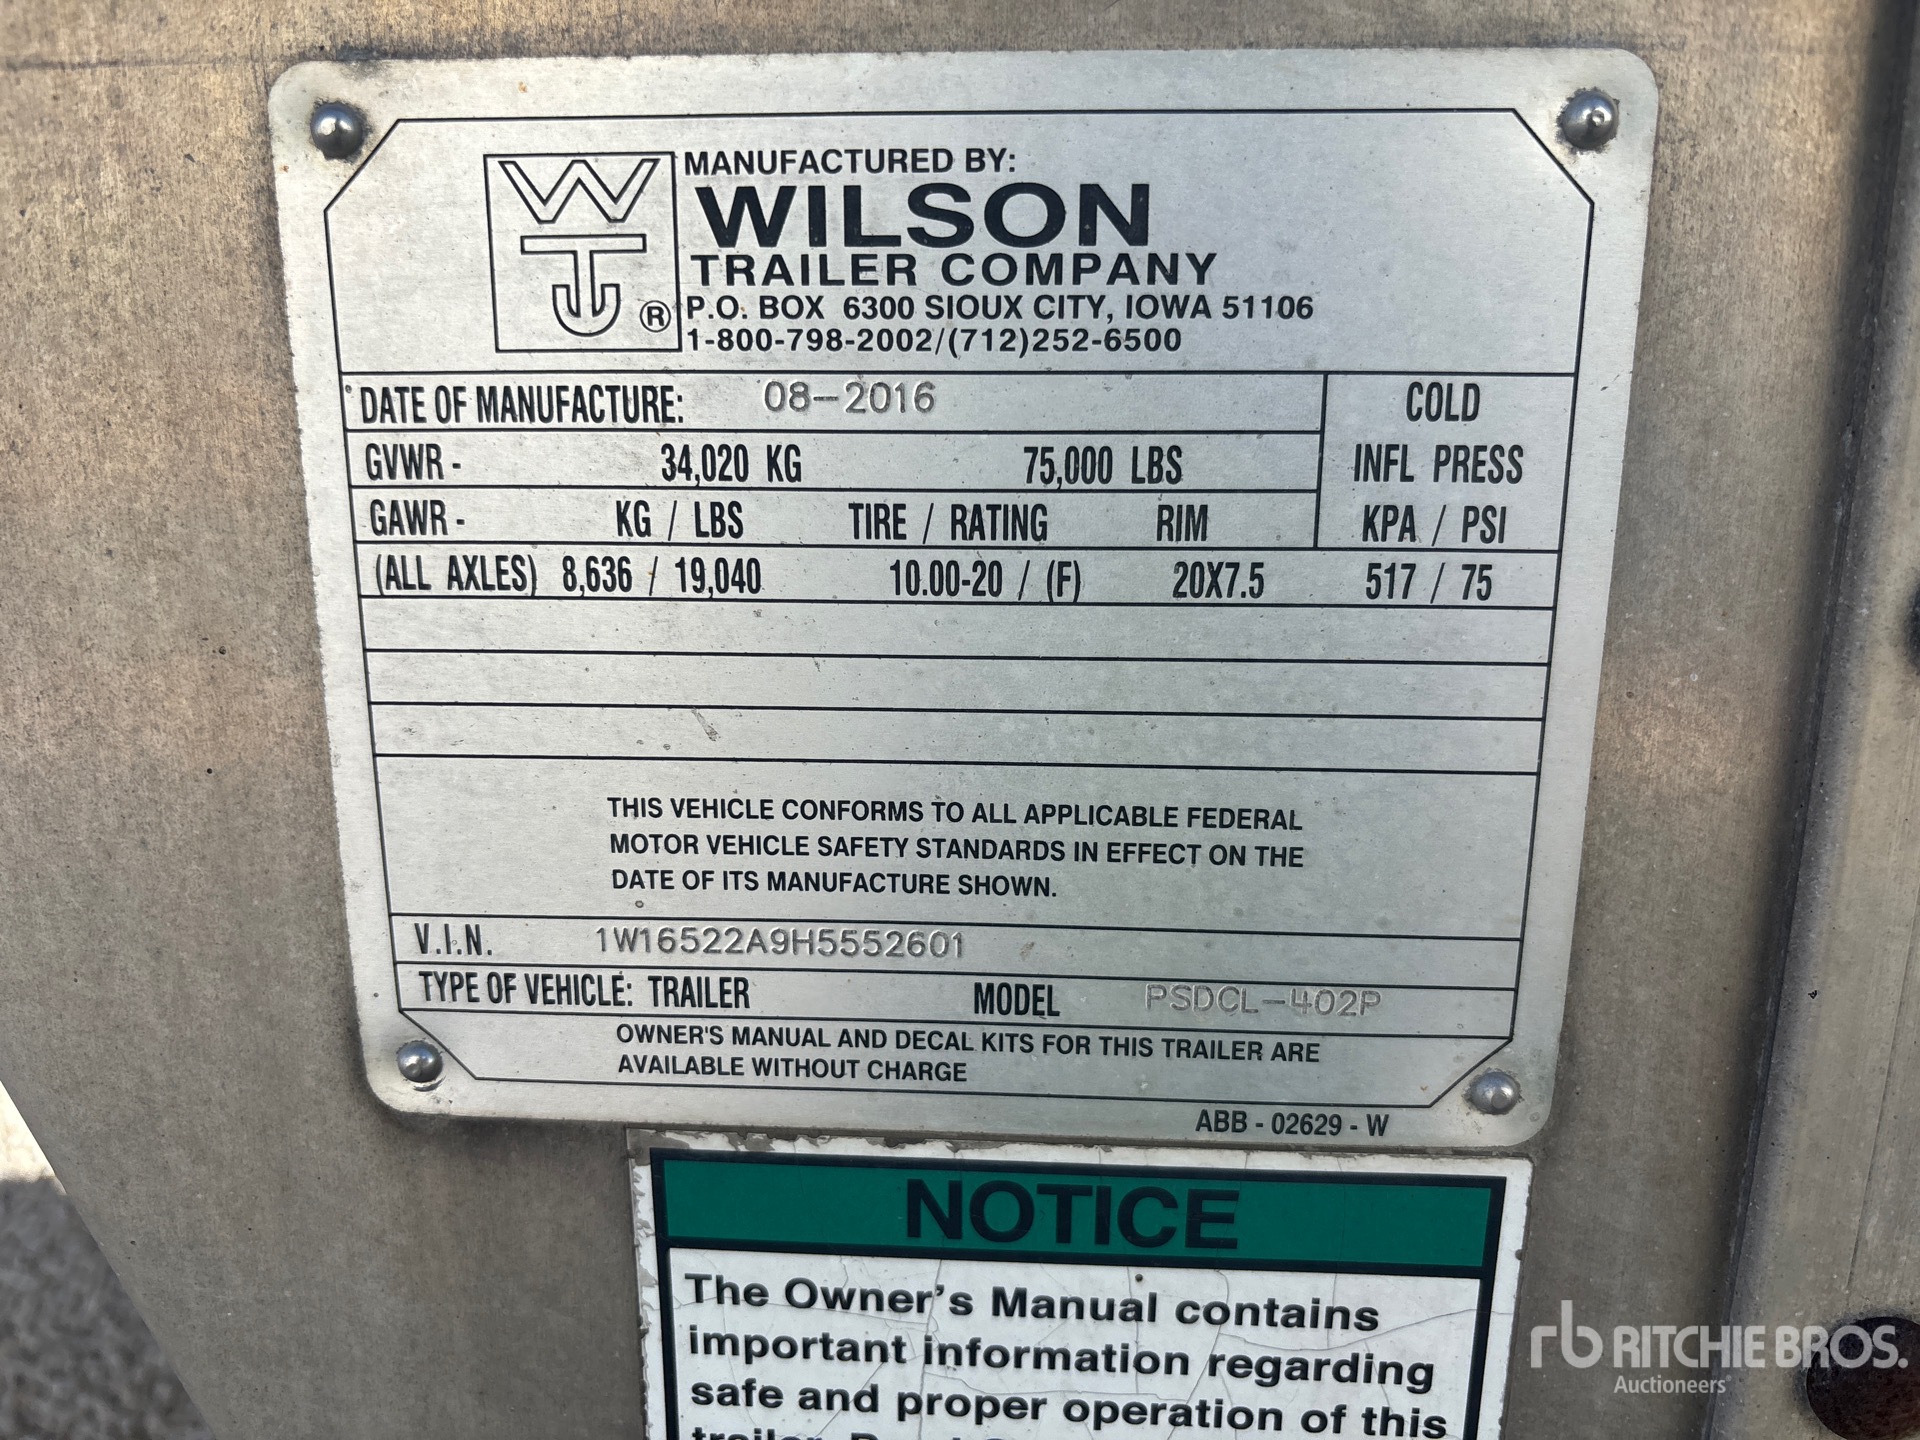 WT
®
MANUFACTURED BY:
WILSON
TRAILER COMPANY
P.O. BOX 6300 SIOUX CITY, IOWA 51106
1-800-798-2002/(712)252-6500
DATE OF MANUFACTURE: 08-2016
GVWR - 34,020 KG 75,000 LBS
COLD
INFL PRESS
GAWR - KG / LBS TIRE / RATING RIM KPA / PSI
(ALL AXLES) 8,636 / 19,040 10.00-20 / (F) 20X7.5 517 / 75
THIS VEHICLE CONFORMS TO ALL APPLICABLE FEDERAL
MOTOR VEHICLE SAFETY STANDARDS IN EFFECT ON THE
DATE OF ITS MANUFACTURE SHOWN.
V.I.N. 1W16522A9H5552601
TYPE OF VEHICLE: TRAILER MODEL PSDCL-402P
OWNER'S MANUAL AND DECAL KITS FOR THIS TRAILER ARE
AVAILABLE WITHOUT CHARGE
ABB - 02629 - W
NOTICE
The Owner's Manual contains
important information regarding
safe and proper operation of this
rb RITCHIE BROS.
Auctioneers